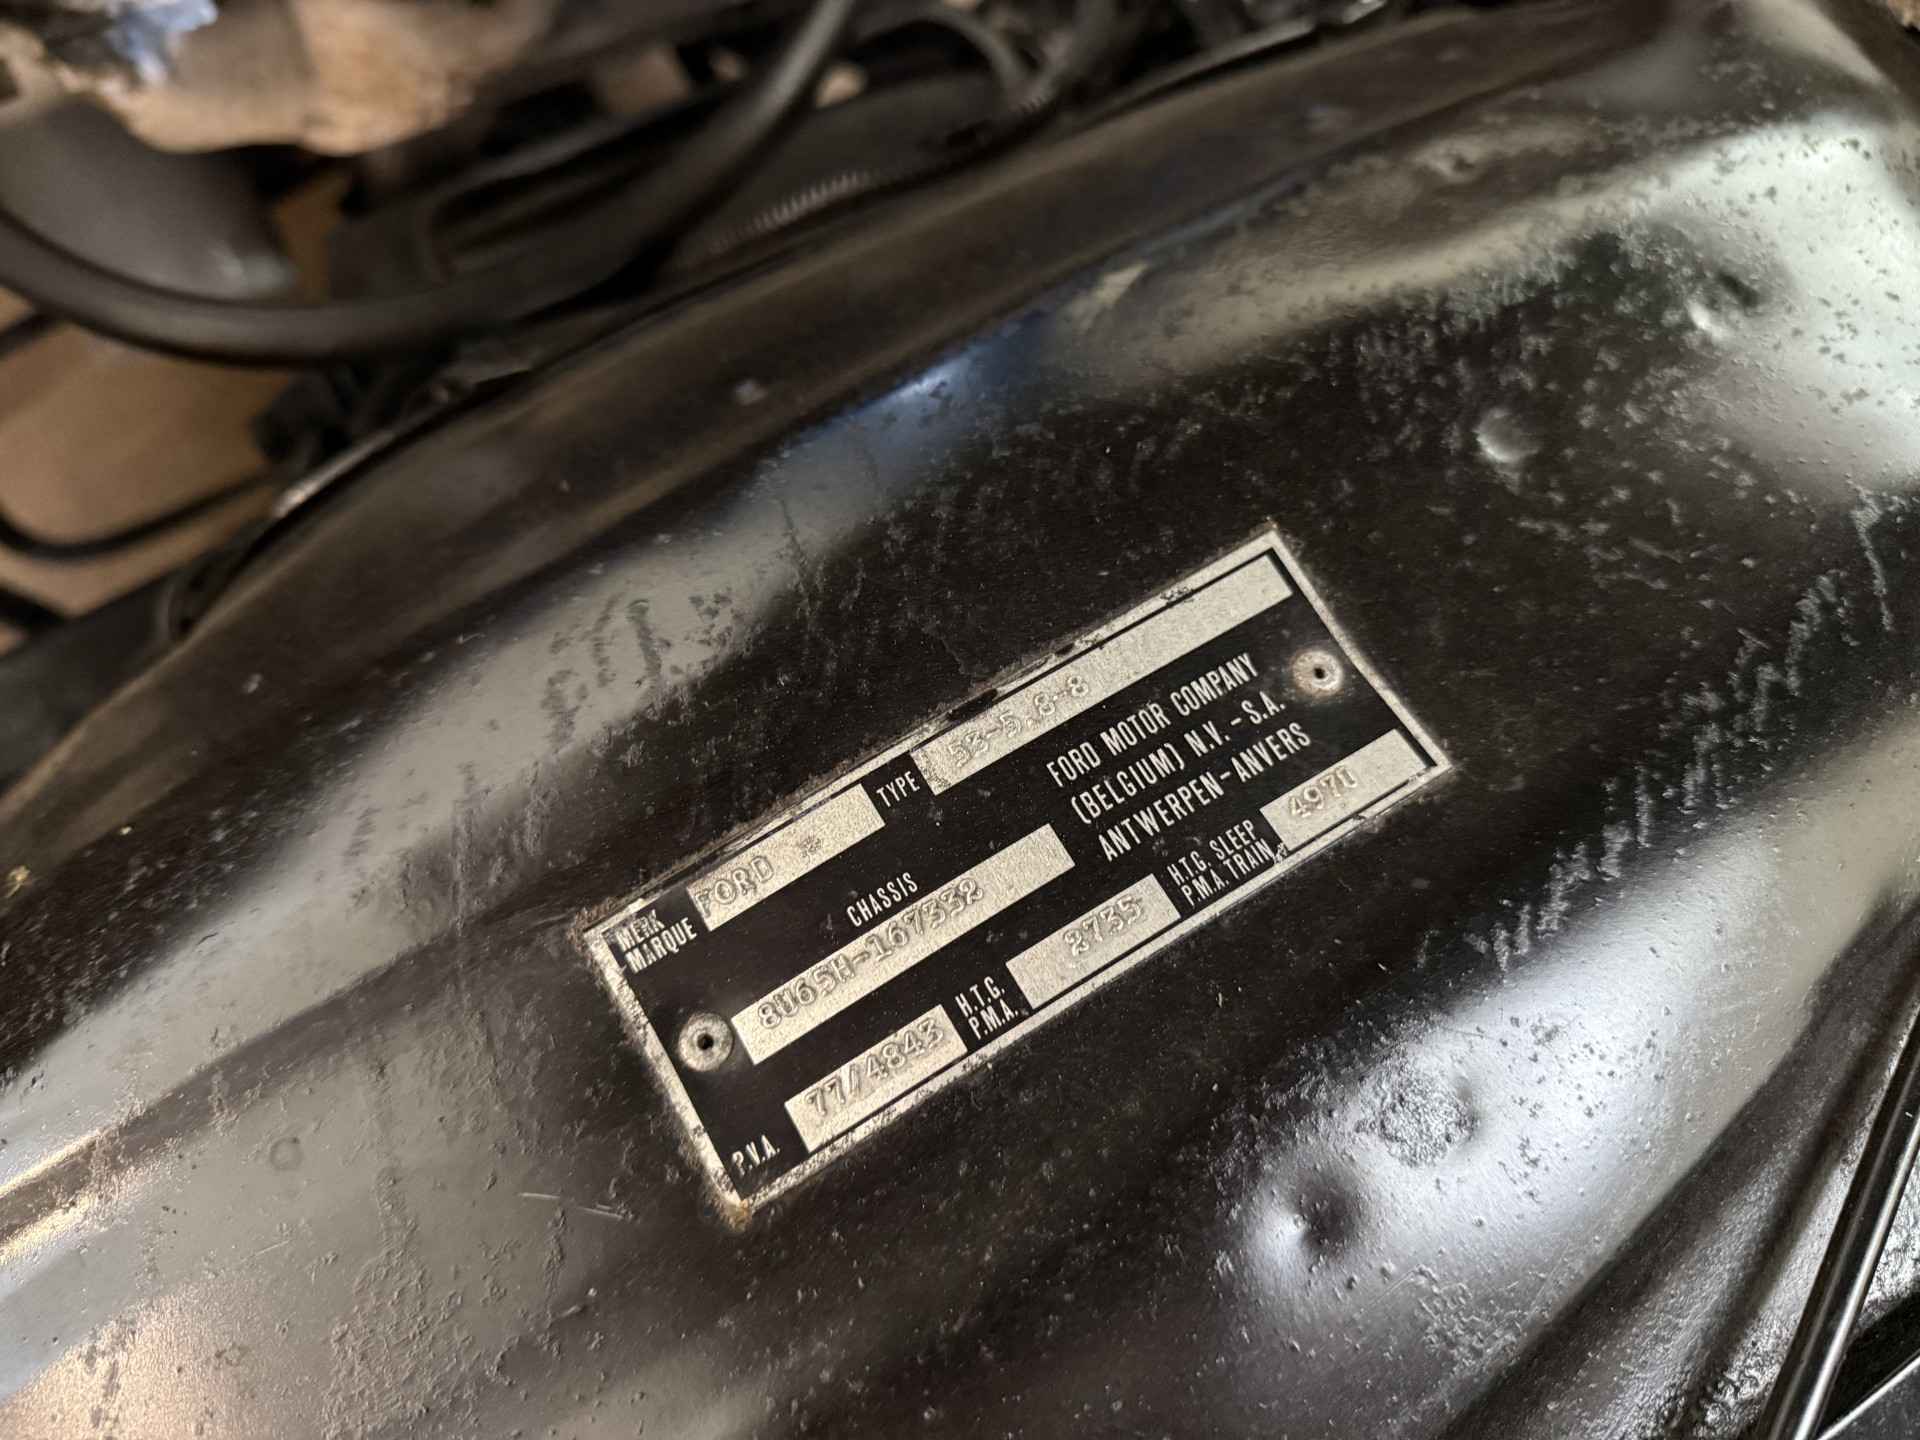 MERK
MARQUE
FORD
TYPE
53-5.8-8
CHASSIS
8U65H-167332
FORD MOTOR COMPANY
(BELGIUM) N.V. - S.A.
ANTWERPEN-ANVERS
P.V.A.
77/4843
H.T.G.
P.M.A.
2735
H.T.G. SLEEP
P.M.A. TRAIN
4970